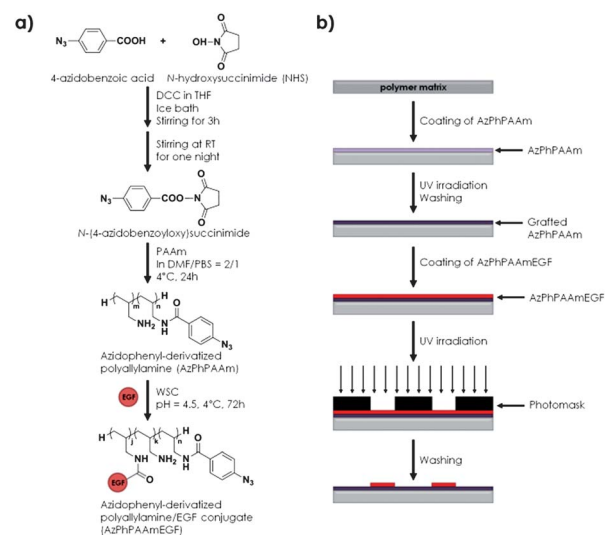 a)
N₃
COOH
+
HO-N
O
O
4-azidobenzoic acid
N-hydroxysuccinimide (NHS)
DCC in THF
Ice bath
Stirring for 3h
Stirring at RT
for one night
N₃
COO-N
O
O
N-(4-azidobenzoyloxy)succinimide
PAAm
In DMF/PBS = 2/1
4°C, 24h
H
m
n
H
O
NH₂
NH
N₃
Azidophenyl-derivatized
polyallylamine (AzPhPAAm)
EGF
WSC
pH = 4.5, 4°C, 72h
H
j
k
n
H
O
NH
NH₂
NH
O
EGF
N₃
Azidophenyl-derivatized
polyallylamine/EGF conjugate
(AzPhPAAmEGF)
b)
polymer matrix
Coating of AzPhPAAm
AzPhPAAm
UV irradiation
Washing
Grafted
AzPhPAAm
Coating of AzPhPAAmEGF
AzPhPAAmEGF
UV irradiation
Photomask
Washing